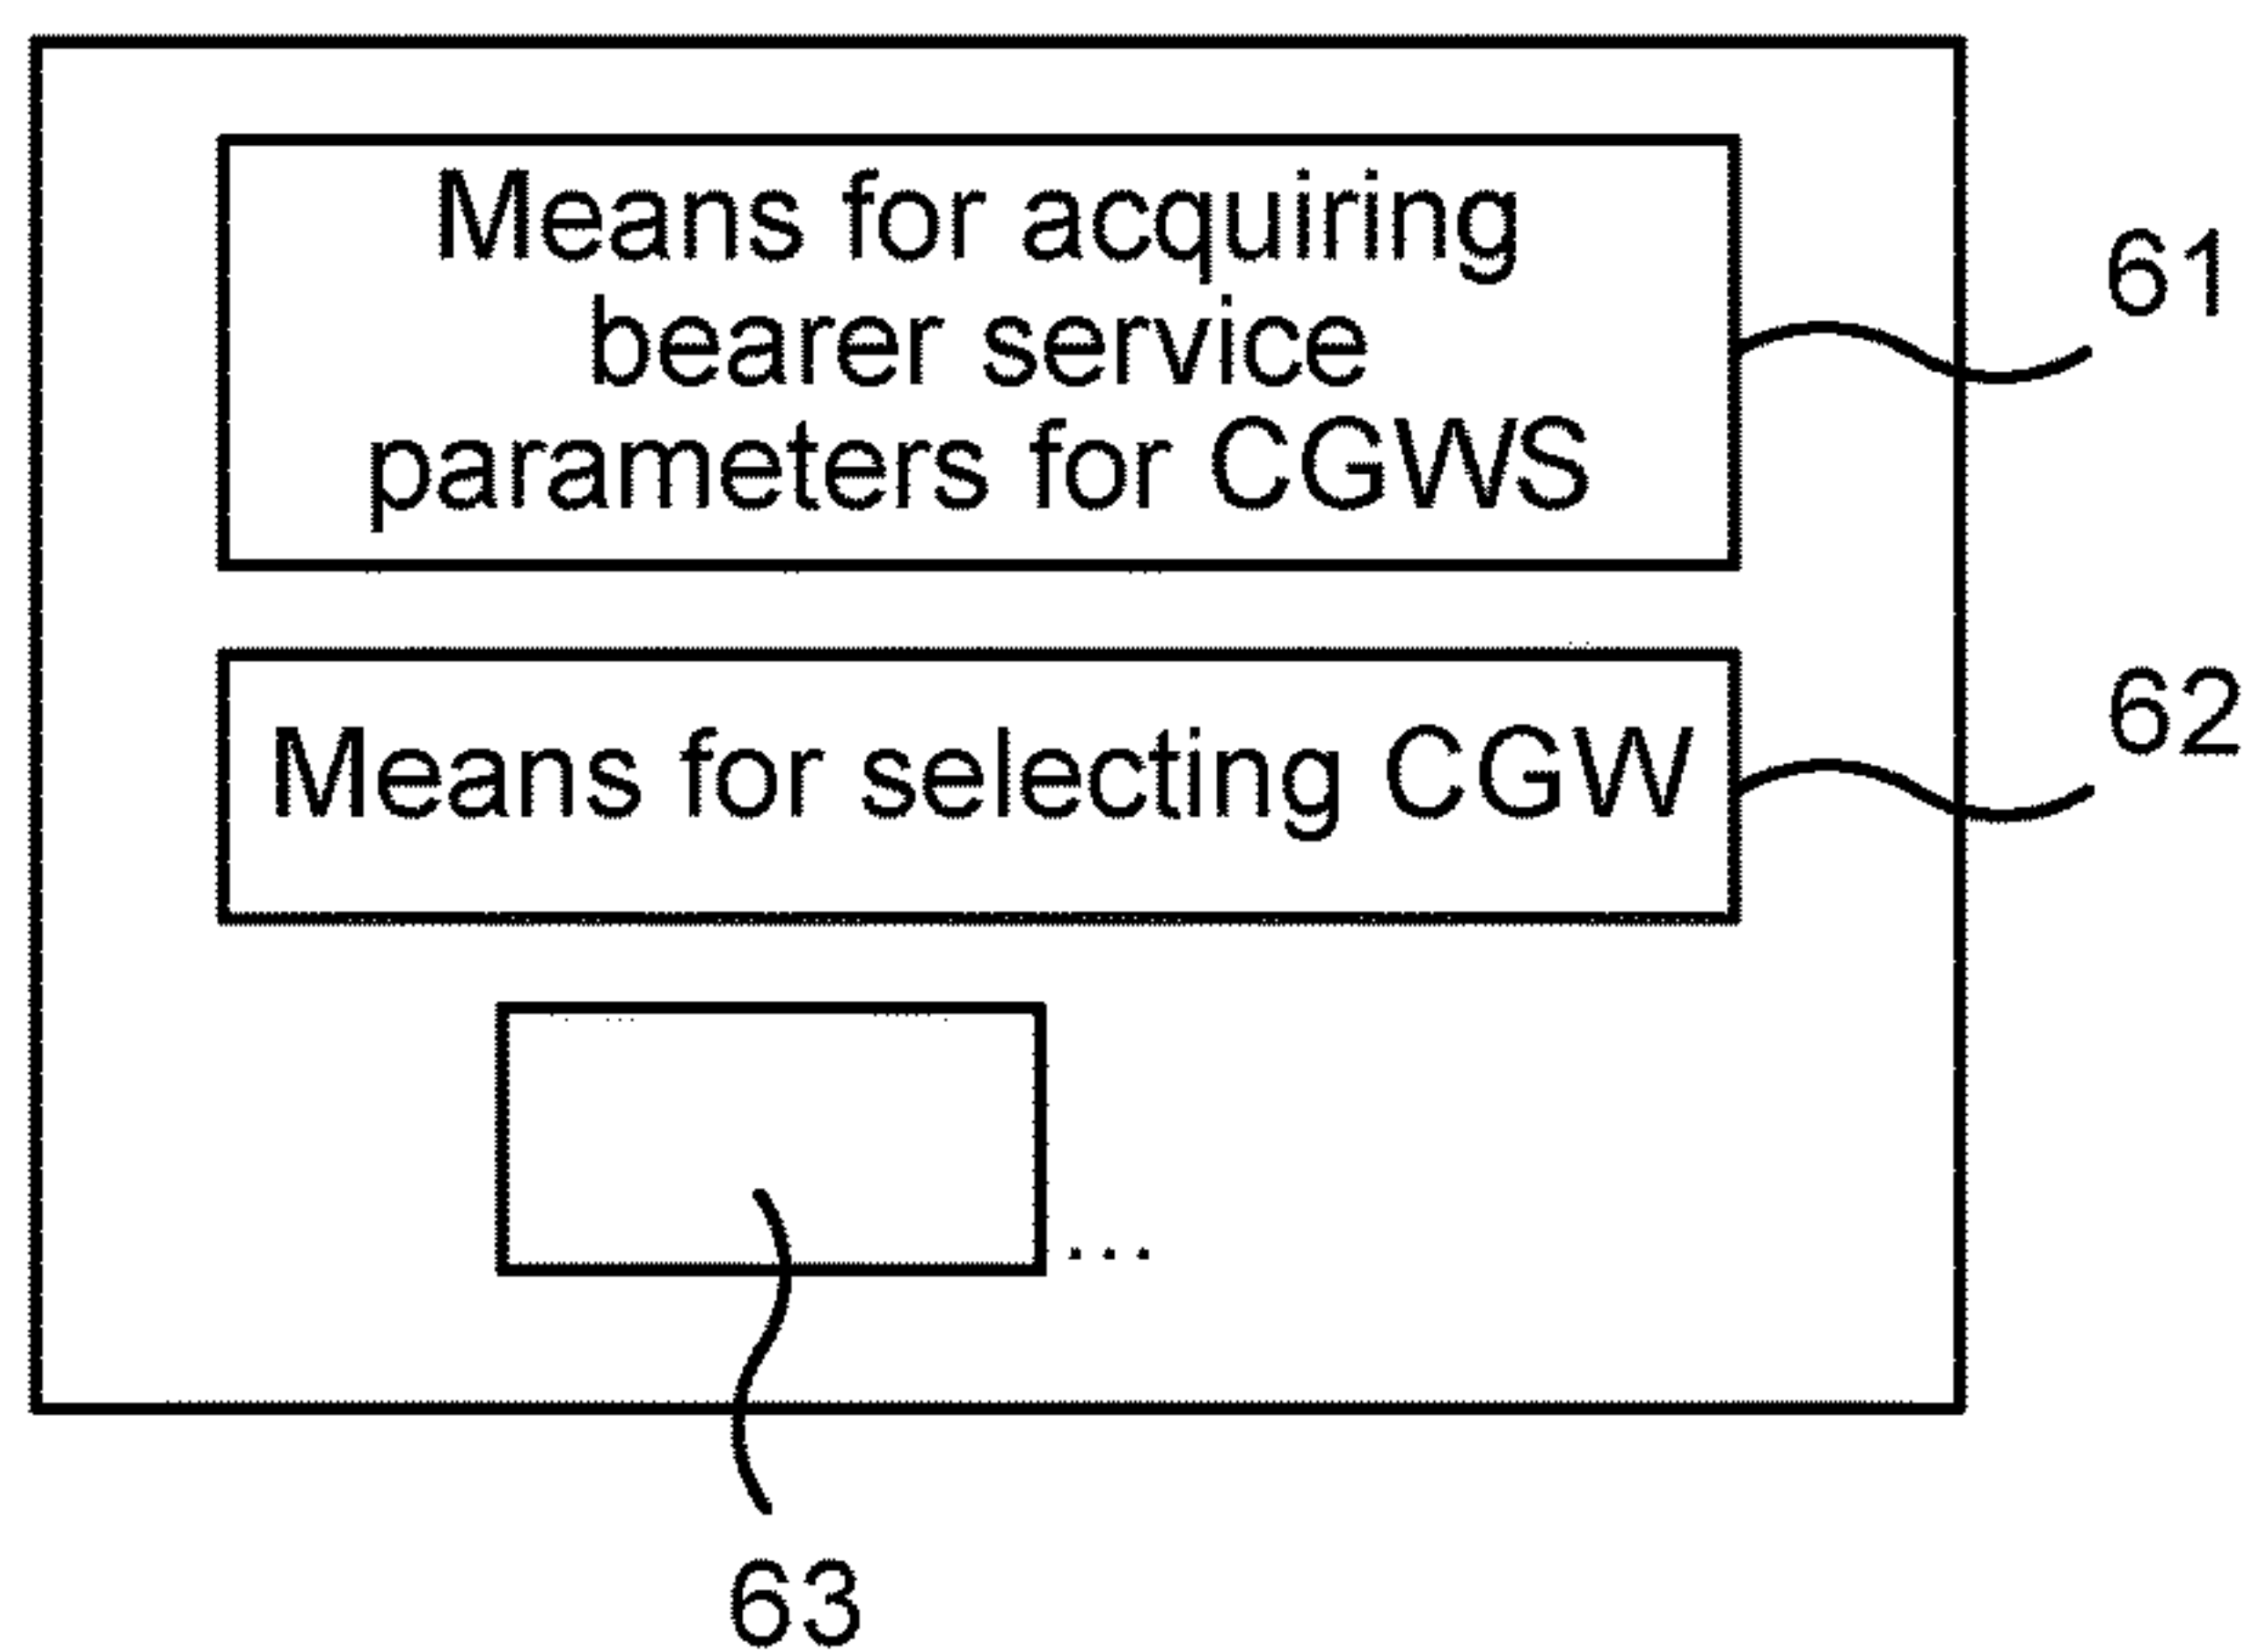 Means for acquiring
bearer service
parameters for CGWS
61
Means for selecting CGW
62
...
63